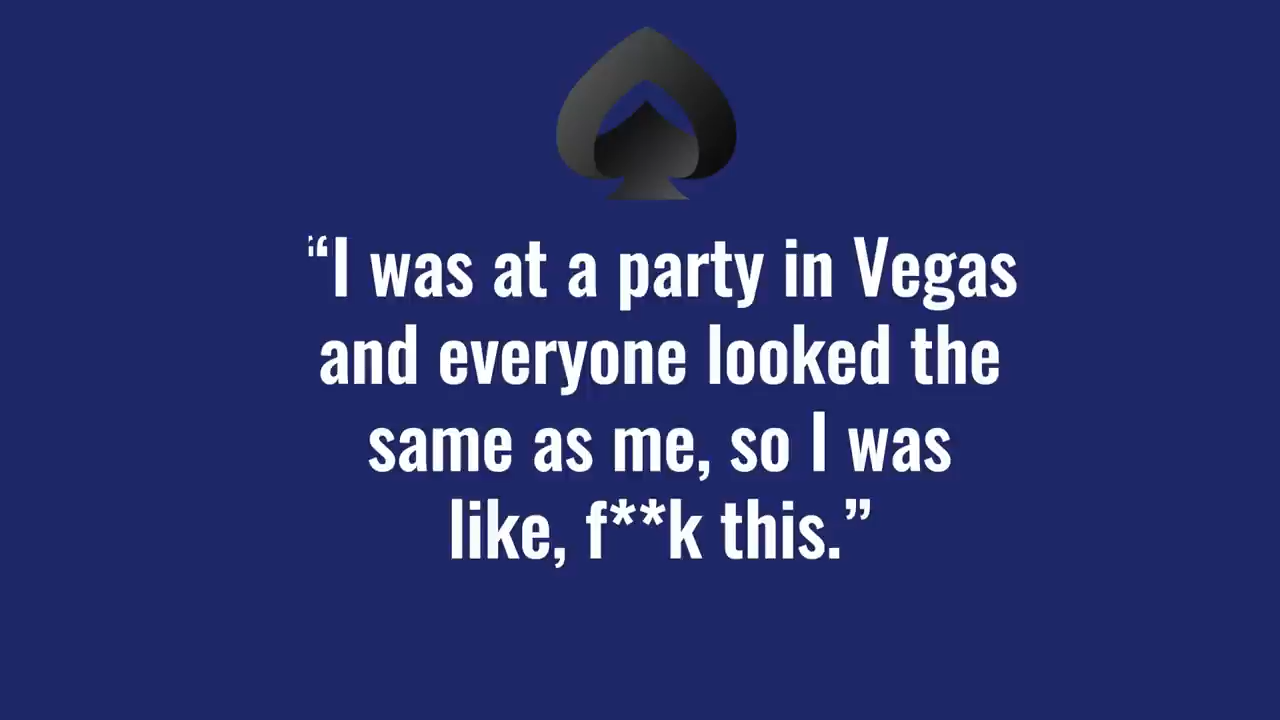 “I was at a party in Vegas
and everyone looked the
same as me, so I was
like, f**k this.”